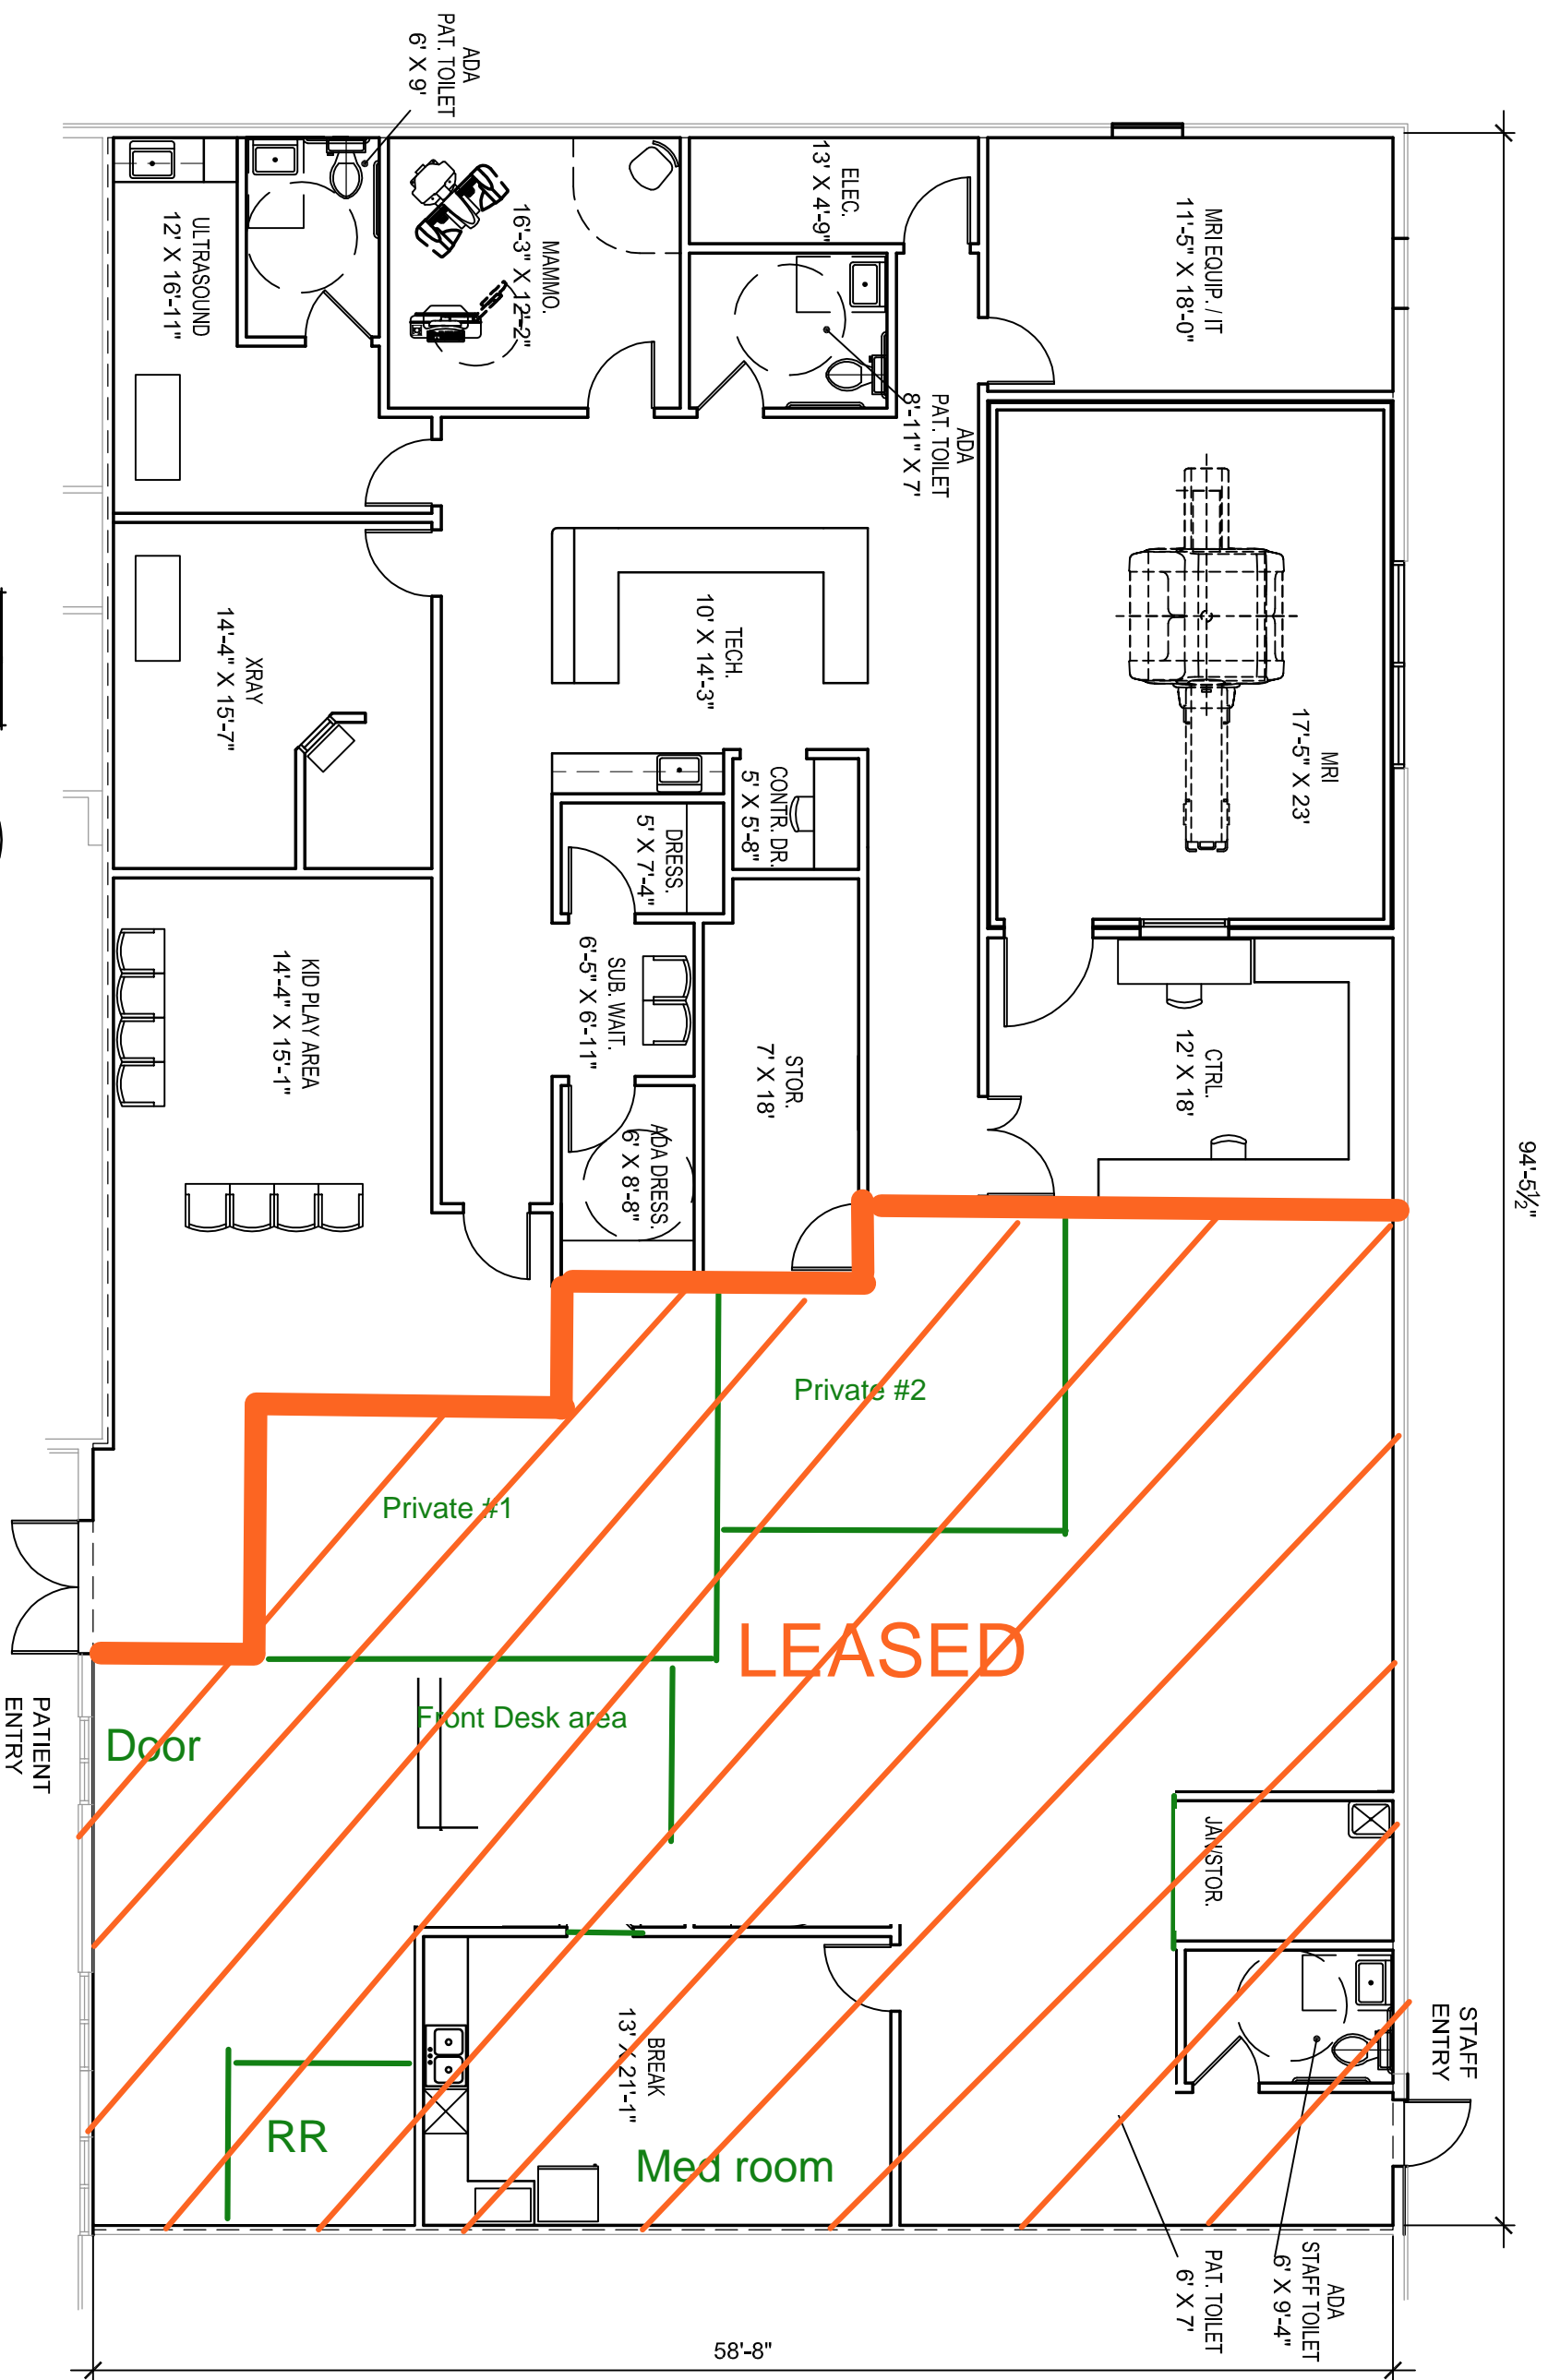 ADA
PAT. TOILET
6' X 9'
ULTRASOUND
12' X 16'-11"
MAMMO.
16'-3" X 12'-2"
ELEC.
13' X 4'-9"
ADA
PAT. TOILET
8'-11" X 7'
MRI EQUIP. / IT
11'-5" X 18'-0"
XRAY
14'-4" X 15'-7"
TECH.
10' X 14'-3"
MRI
17'-5" X 23'
CONTR. DR.
5' X 5'-8"
DRESS.
5' X 7'-4"
SUB. WAIT.
6'-5" X 6'-11"
KID PLAY AREA
14'-4" X 15'-1"
STOR.
7' X 18'
CTRL.
12' X 18'
ADA DRESS.
6' X 8'-8"
94'-5½"
Private #2
Private #1
LEASED
Front Desk area
Door
PATIENT
ENTRY
JAN/STOR.
STAFF
ENTRY
BREAK
13' X 21'-1"
RR
Med room
ADA
STAFF TOILET
6' X 9'-4"
PAT. TOILET
6' X 7'
58'-8"